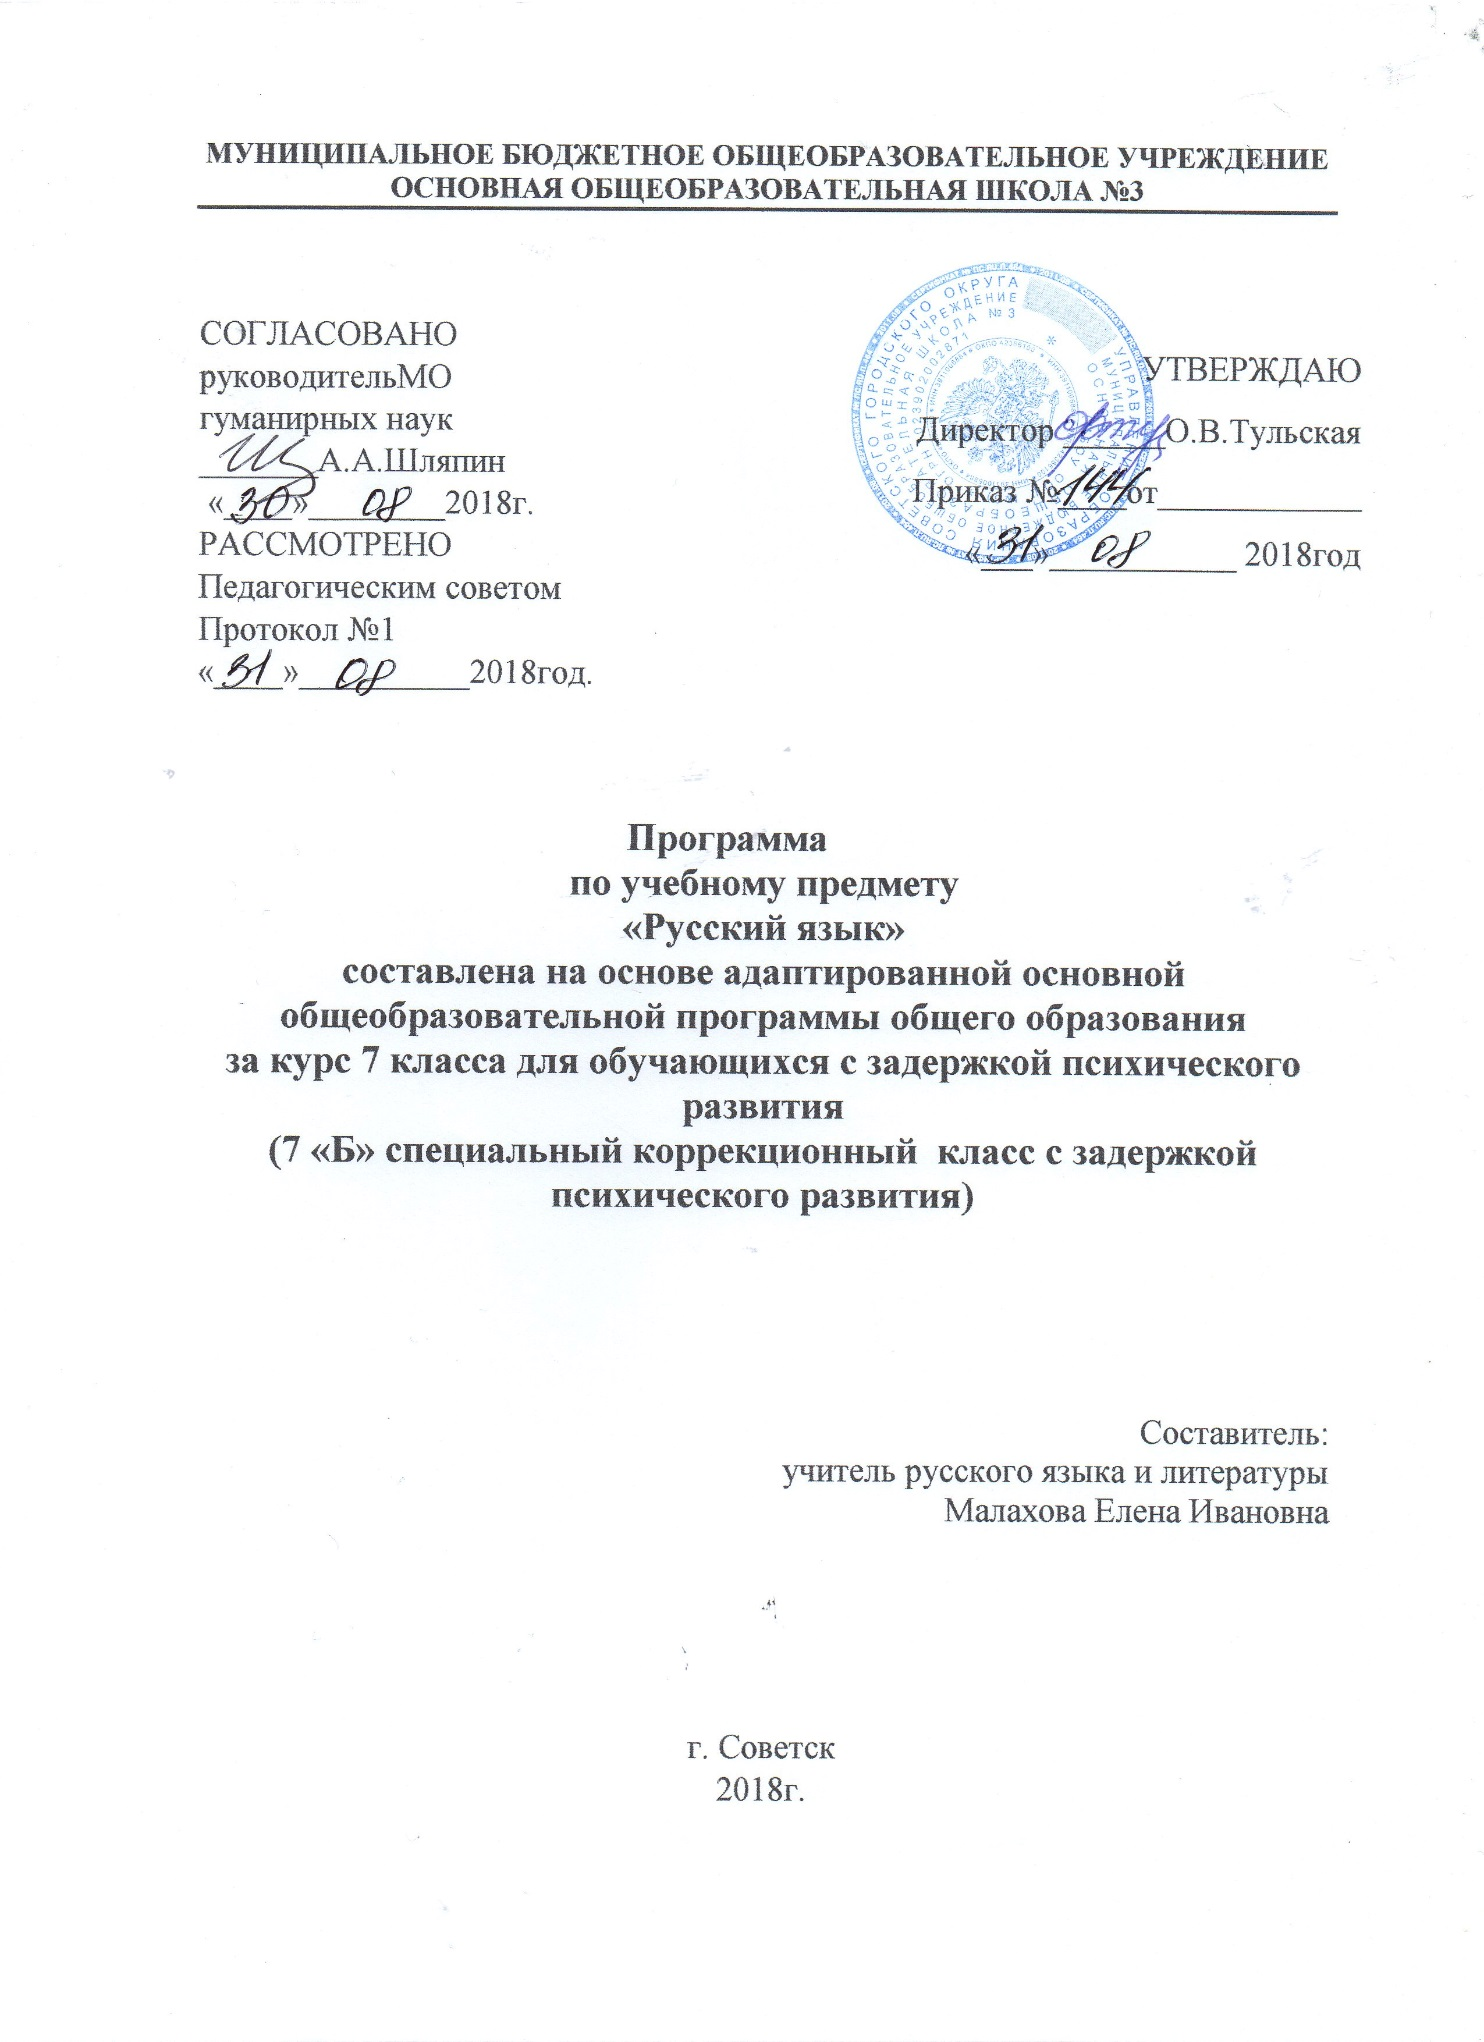 МУНИЦИПАЛЬНОЕ БЮДЖЕТНОЕ ОБЩЕОБРАЗОВАТЕЛЬНОЕ УЧРЕЖДЕНИЕ
ОСНОВНАЯ ОБЩЕОБРАЗОВАТЕЛЬНАЯ ШКОЛА №3
СОГЛАСОВАНО
руководительМО
гуманирных наук
А.А.Шляпин
«30» 08 2018г.
РАССМОТРЕНО
Педагогическим советом
Протокол №1
«31» 08 2018год.
УТВЕРЖДАЮ
Директор О.В.Тульская
Приказ № 144 от
«31» 08 2018год
Программа
по учебному предмету
«Русский язык»
составлена на основе адаптированной основной
общеобразовательной программы общего образования
за курс 7 класса для обучающихся с задержкой психического
развития
(7 «Б» специальный коррекционный класс с задержкой
психического развития)
Составитель:
учитель русского языка и литературы
Малахова Елена Ивановна
г. Советск
2018г.